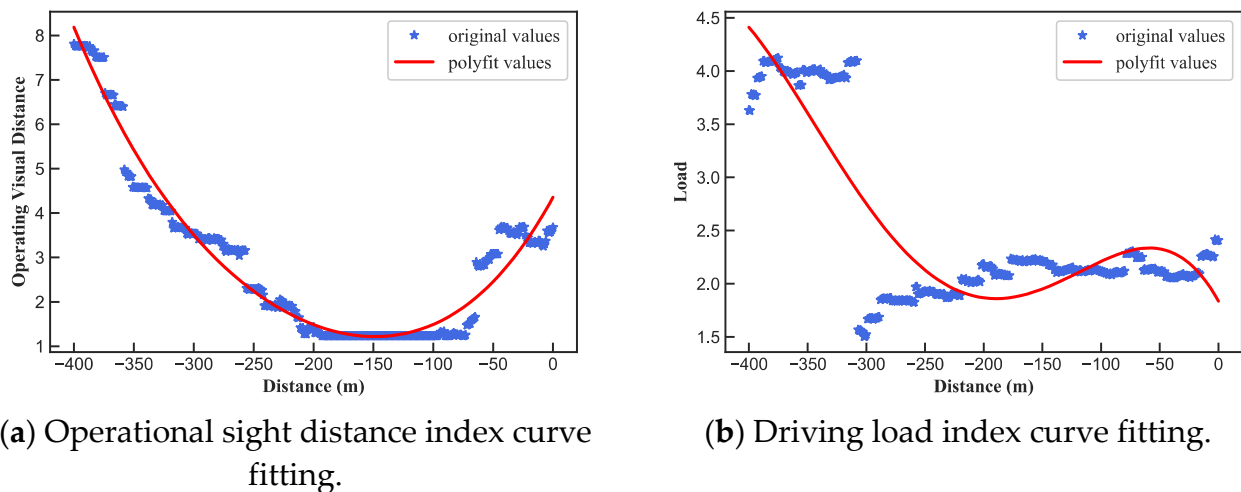 8
7
6
5
4
3
2
1
Operating Visual Distance
original values
polyfit values
−400 −350 −300 −250 −200 −150 −100 −50 0
Distance (m)
(a) Operational sight distance index curve
fitting.
4.5
4.0
3.5
3.0
2.5
2.0
1.5
Load
original values
polyfit values
−400 −350 −300 −250 −200 −150 −100 −50 0
Distance (m)
(b) Driving load index curve fitting.